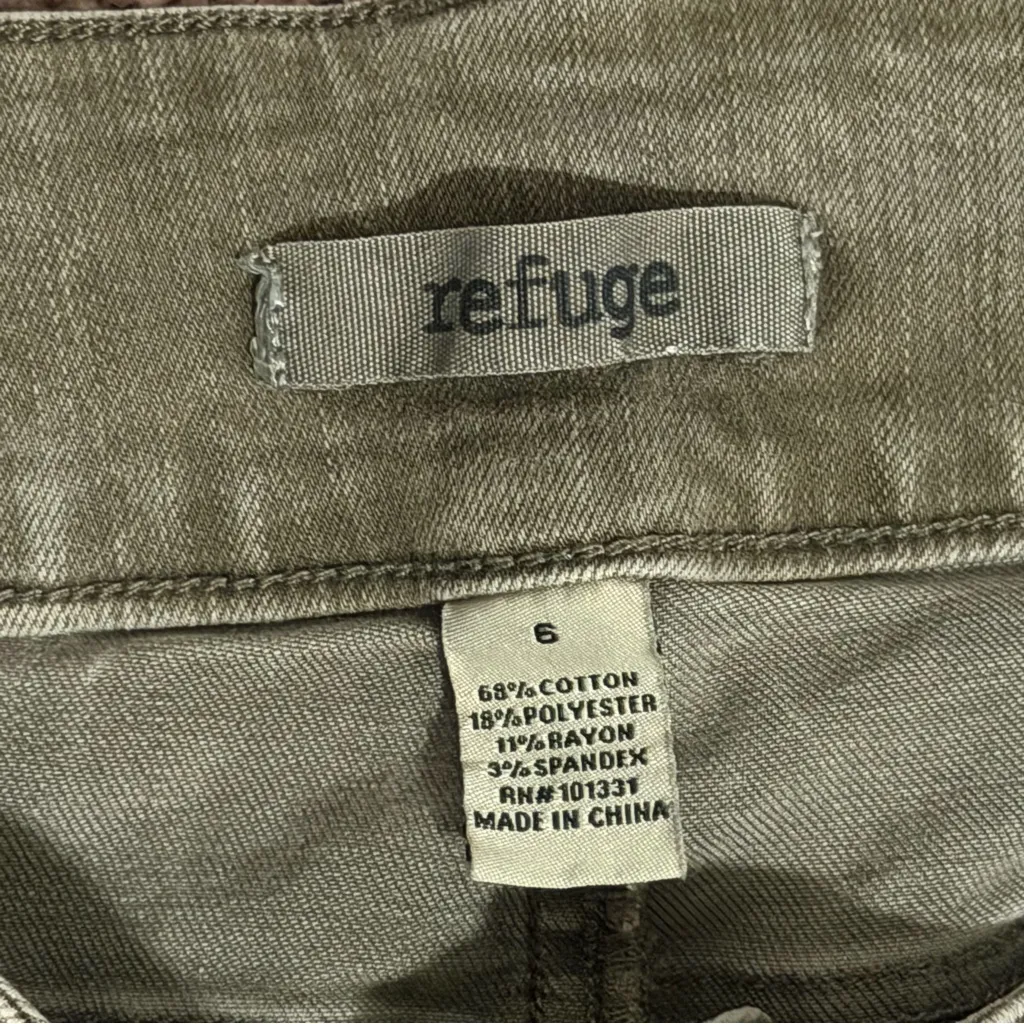 refuge
6
68% COTTON
18% POLYESTER
11% RAYON
3% SPANDEX
RN# 101331
MADE IN CHINA